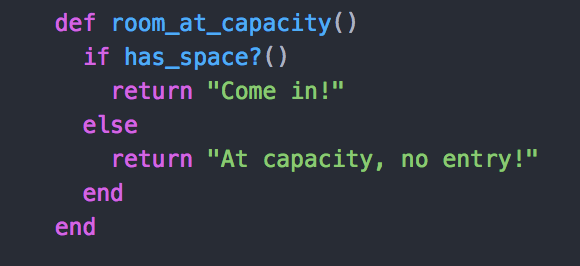 def room_at_capacity()
  if has_space?()
    return "Come in!"
  else
    return "At capacity, no entry!"
  end
end